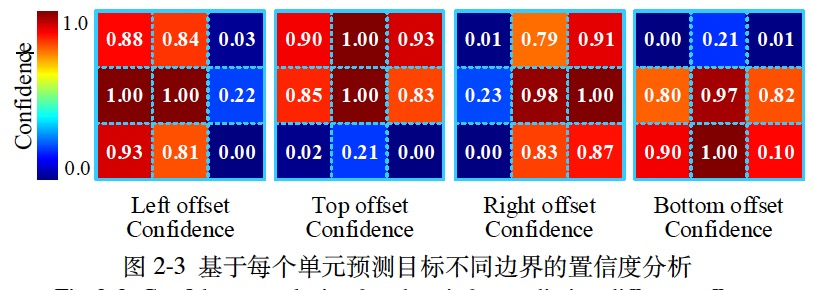 Confidence
1.0
0.0
0.88 0.84 0.03
1.00 1.00 0.22
0.93 0.81 0.00
0.90 1.00 0.93
0.85 1.00 0.83
0.02 0.21 0.00
0.01 0.79 0.91
0.23 0.98 1.00
0.00 0.83 0.87
0.00 0.21 0.01
0.80 0.97 0.82
0.90 1.00 0.10
Left offset
Confidence
Top offset
Confidence
Right offset
Confidence
Bottom offset
Confidence
图 2-3 基于每个单元预测目标不同边界的置信度分析